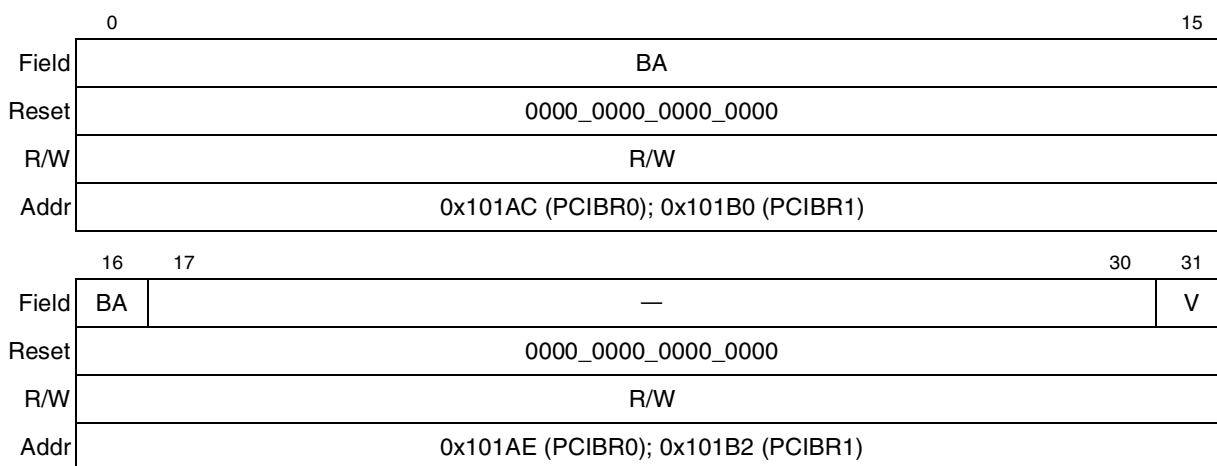 0 15
Field BA
Reset 0000_0000_0000_0000
R/W R/W
Addr 0x101AC (PCIBR0); 0x101B0 (PCIBR1)
16 17 30 31
Field BA — V
Reset 0000_0000_0000_0000
R/W R/W
Addr 0x101AE (PCIBR0); 0x101B2 (PCIBR1)